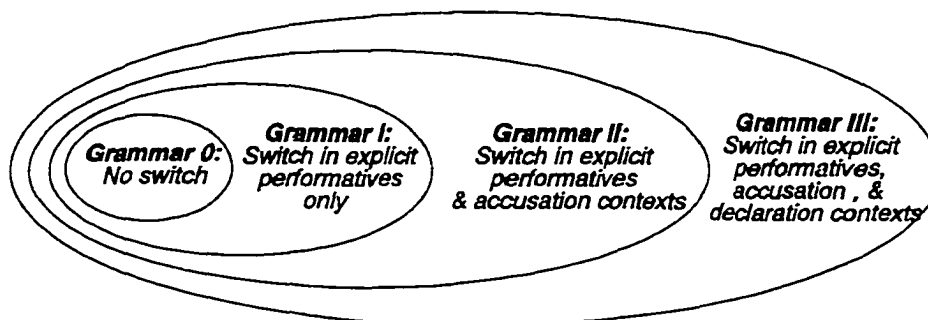 Grammar 0:
No switch
Grammar I:
Switch in explicit
performatives
only
Grammar II:
Switch in explicit
performatives
& accusation contexts
Grammar III:
Switch in explicit
performatives,
accusation , &
declaration contexts